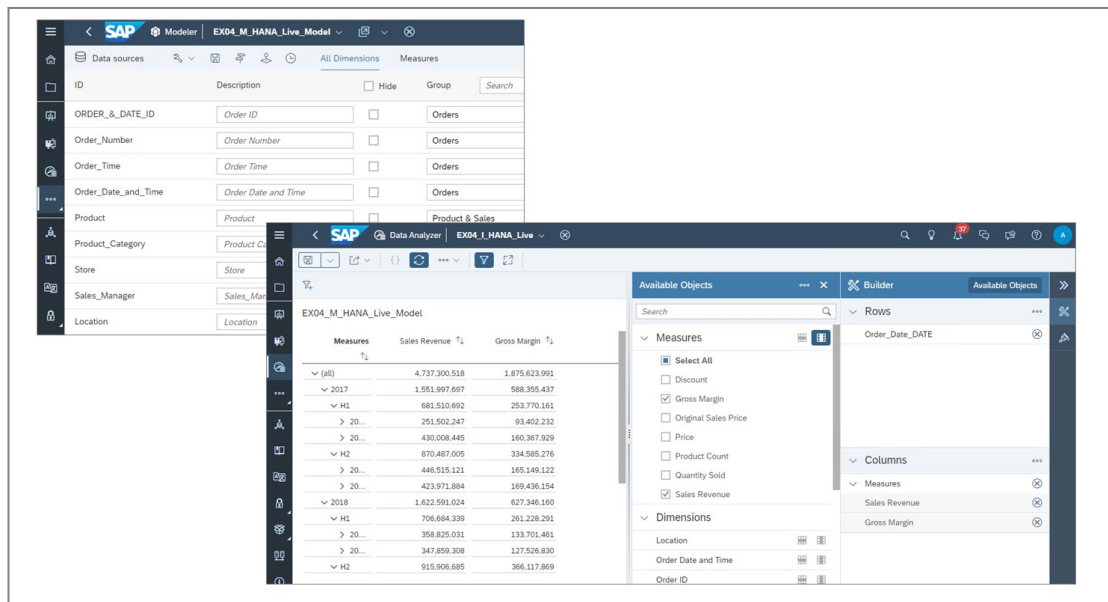 SAP Modeler EX04_M_HANA_Live_Model
Data sources All Dimensions Measures
ID Description Hide Group Search
ORDER_&_DATE_ID Order ID Orders
Order_Number Order Number Orders
Order_Time Order Time Orders
Order_Date_and_Time Order Date and Time Orders
Product Product Product & Sales
Product_Category Product Ca
Store Store
Sales_Manager Sales_Man
Location Location
SAP Data Analyzer EX04_I_HANA_Live 37 A
EX04_M_HANA_Live_Model
Measures Sales Revenue Gross Margin
(all) 4,737,300,518 1,875,623,991
2017 1,551,997,697 588,355,437
H1 681,510,692 253,770,161
20... 251,502,247 93,402,232
20... 430,008,445 160,367,929
H2 870,487,005 334,585,276
20... 446,515,121 165,149,122
20... 423,971,884 169,436,154
2018 1,622,591,024 627,346,160
H1 706,684,339 261,228,291
20... 358,825,031 133,701,461
20... 347,859,308 127,526,830
H2 915,906,685 366,117,869
Available Objects
Search
Measures
Select All
Discount
Gross Margin
Original Sales Price
Price
Product Count
Quantity Sold
Sales Revenue
Dimensions
Location
Order Date and Time
Order ID
Builder Available Objects
Rows
Order_Date_DATE
Columns
Measures
Sales Revenue
Gross Margin